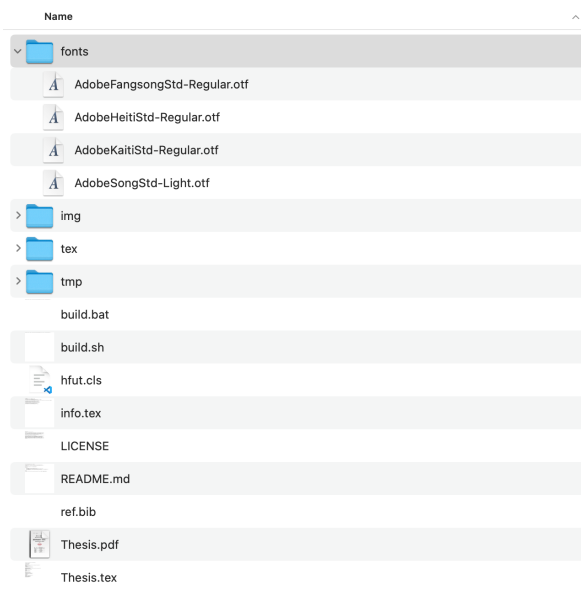 Name
fonts
AdobeFangsongStd-Regular.otf
AdobeHeitiStd-Regular.otf
AdobeKaitiStd-Regular.otf
AdobeSongStd-Light.otf
img
tex
tmp
build.bat
build.sh
hfut.cls
info.tex
LICENSE
README.md
ref.bib
Thesis.pdf
Thesis.tex